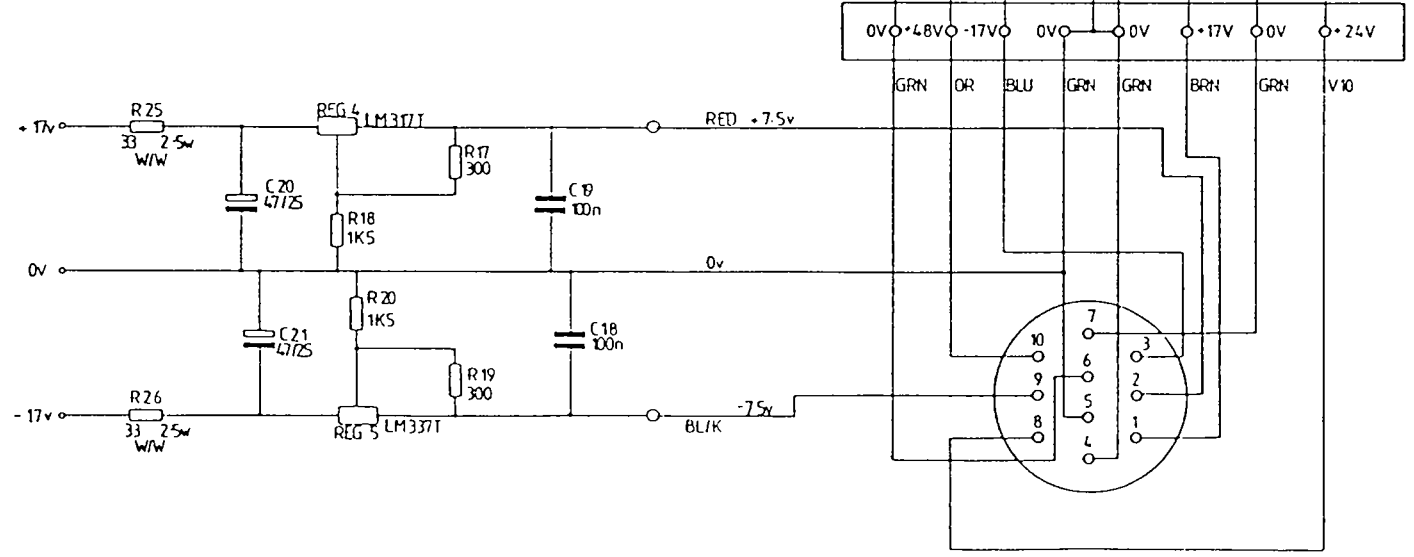 0V +48V -17V 0V 0V +17V 0V +24V
GRN OR BLU GRN GRN BRN GRN V10
+17v
R25
33 2·5w
W/W
REG 4
LM317T
RED +7·5v
R17
300
C20
47/25
R18
1K5
C19
100n
0v
0v
R20
1K5
C21
47/25
C18
100n
R19
300
-17v
R26
33 2·5w
W/W
REG 5
LM337T
-7.5v
BL/K
7
10
3
6
9
2
5
8
1
4